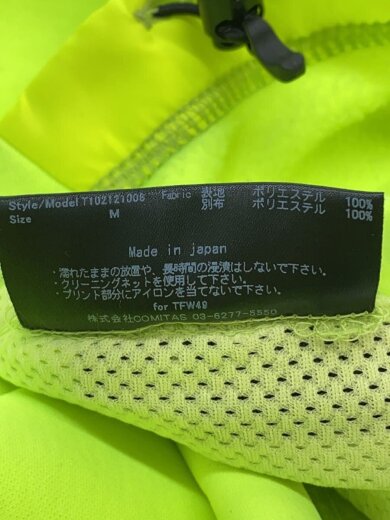 Style/Model T102121008 Fabric 表地 ポリエステル 100%
Size M 別布 ポリエステル 100%
Made in japan
・濡れたままの放置や、長時間の浸漬はしないで下さい。
・クリーニングネットを使用して下さい。
・プリント部分にアイロンを当てないで下さい。
for TFW49
株式会社COMITAS 03-6277-5550